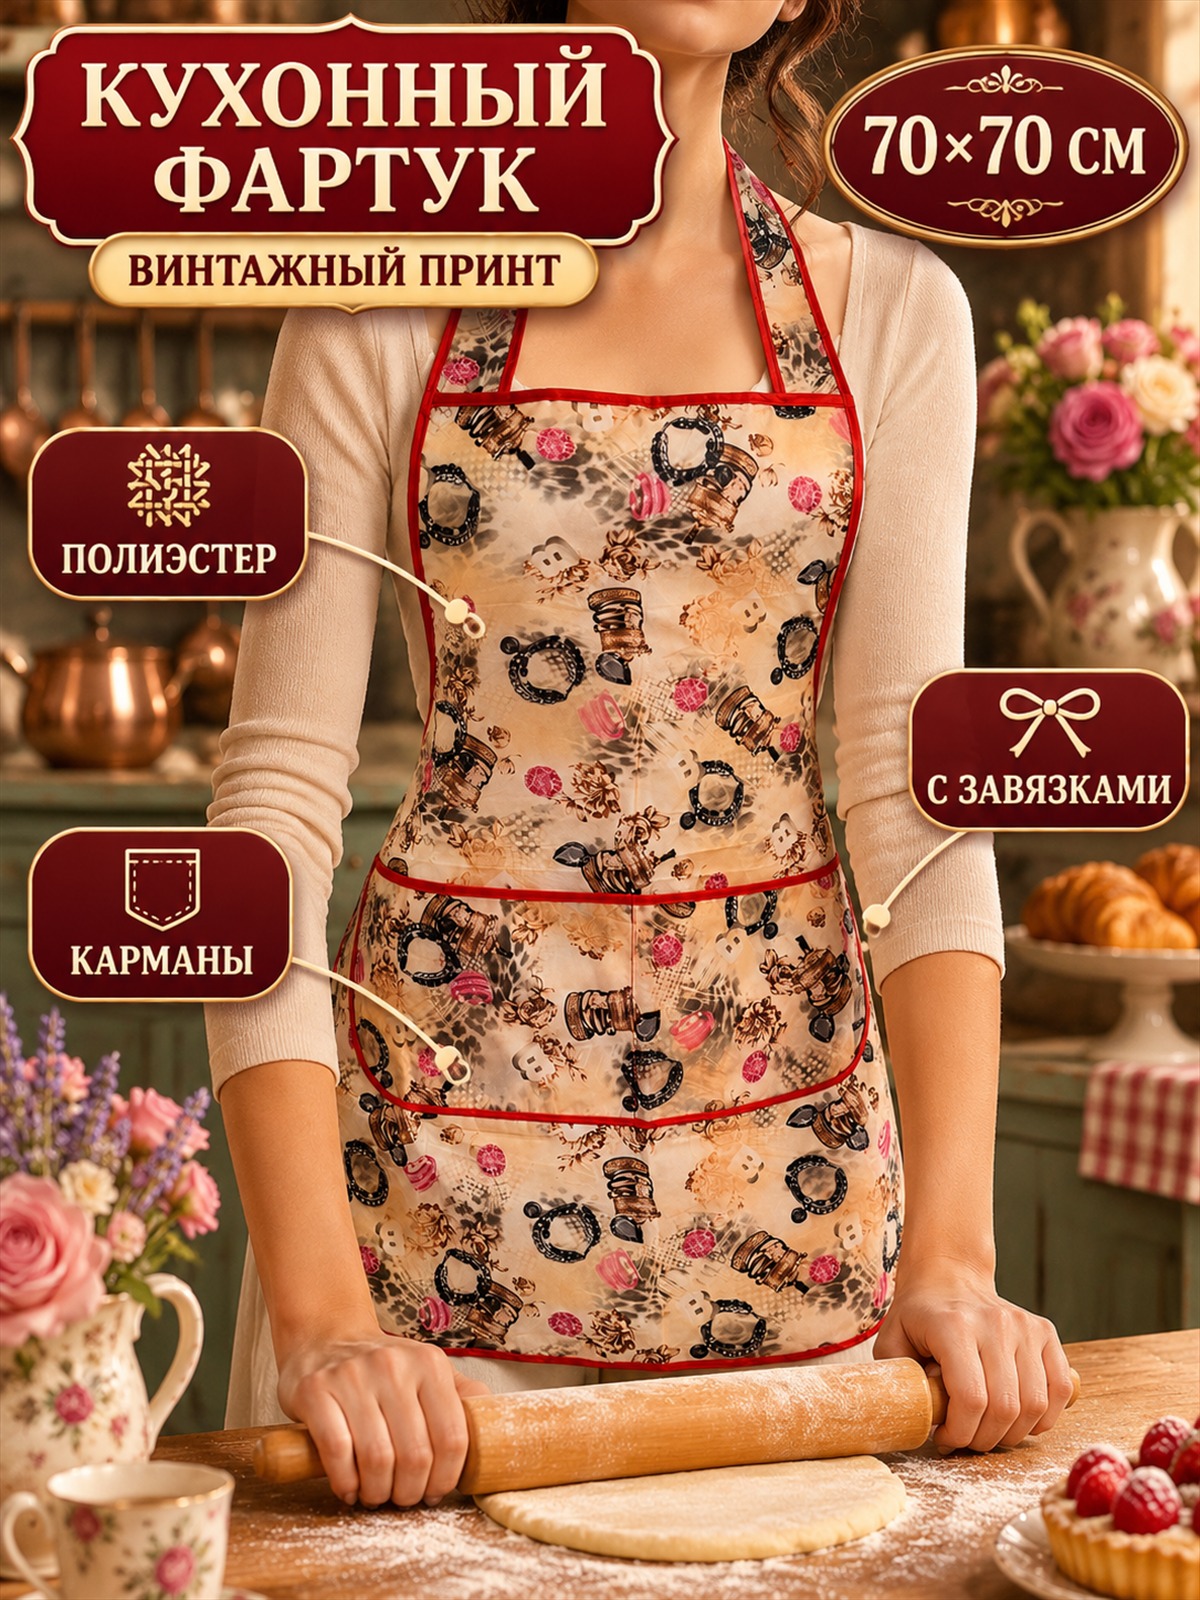 КУХОННЫЙ
ФАРТУК
ВИНТАЖНЫЙ ПРИНТ
70×70 СМ
ПОЛИЭСТЕР
С ЗАВЯЗКАМИ
КАРМАНЫ